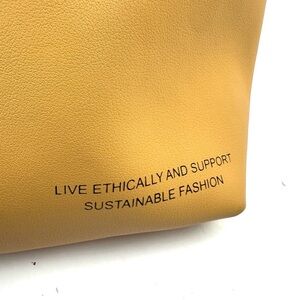 LIVE ETHICALLY AND SUPPORT
SUSTAINABLE FASHION